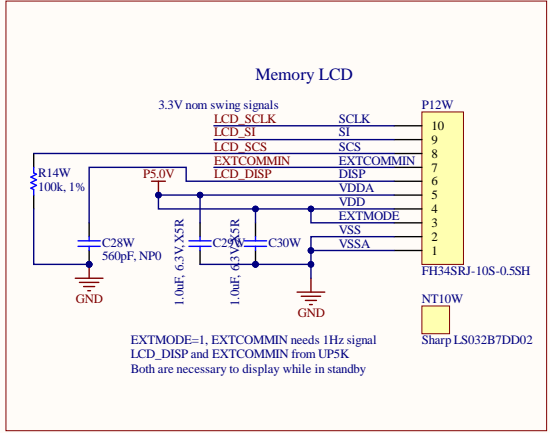 Memory LCD
3.3V nom swing signals
P12W
LCD_SCLK SCLK 10
LCD_SI SI 9
LCD_SCS SCS 8
EXTCOMMIN EXTCOMMIN 7
LCD_DISP DISP 6
R14W
100k, 1%
P5.0V
VDDA 5
VDD 4
EXTMODE 3
VSS 2
VSSA 1
C28W
560pF, NP0
C29W
1.0uF, 6.3V, X5R
C30W
1.0uF, 6.3V, X5R
FH34SRJ-10S-0.5SH
GND
GND
NT10W
Sharp LS032B7DD02
EXTMODE=1, EXTCOMMIN needs 1Hz signal
LCD_DISP and EXTCOMMIN from UP5K
Both are necessary to display while in standby